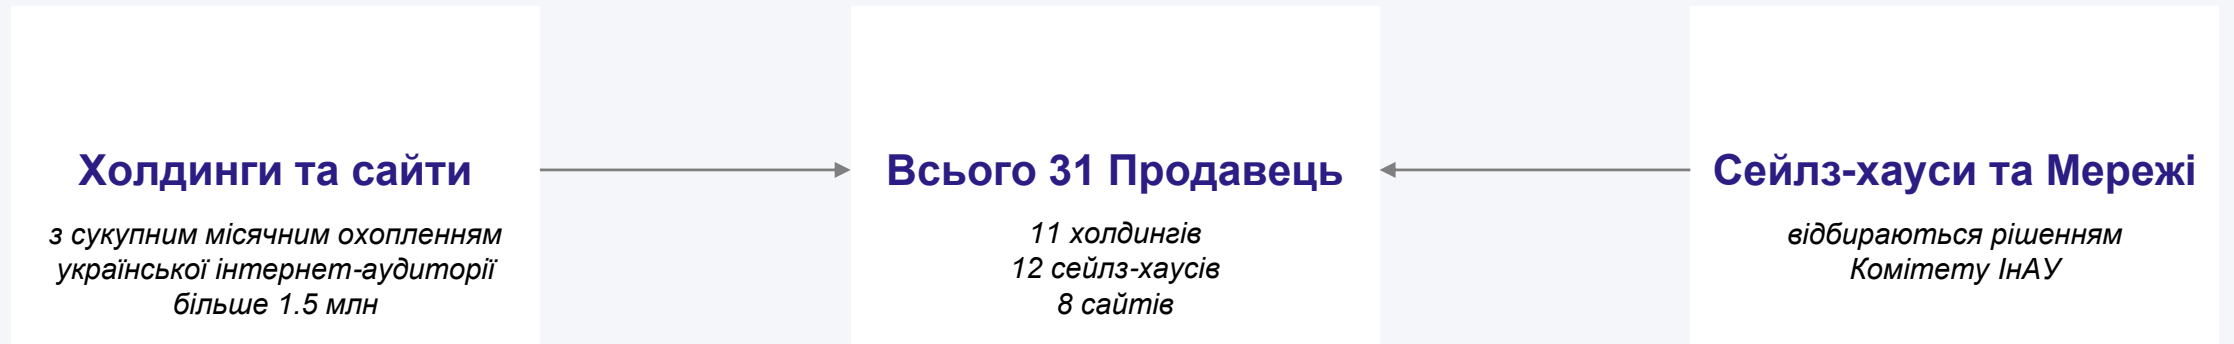 Холдинги та сайти
з сукупним місячним охопленням
української інтернет-аудиторії
більше 1.5 млн
Всього 31 Продавець
11 холдингів
12 сейлз-хаусів
8 сайтів
Сейлз-хауси та Мережі
відбираються рішенням
Комітету ІнАУ